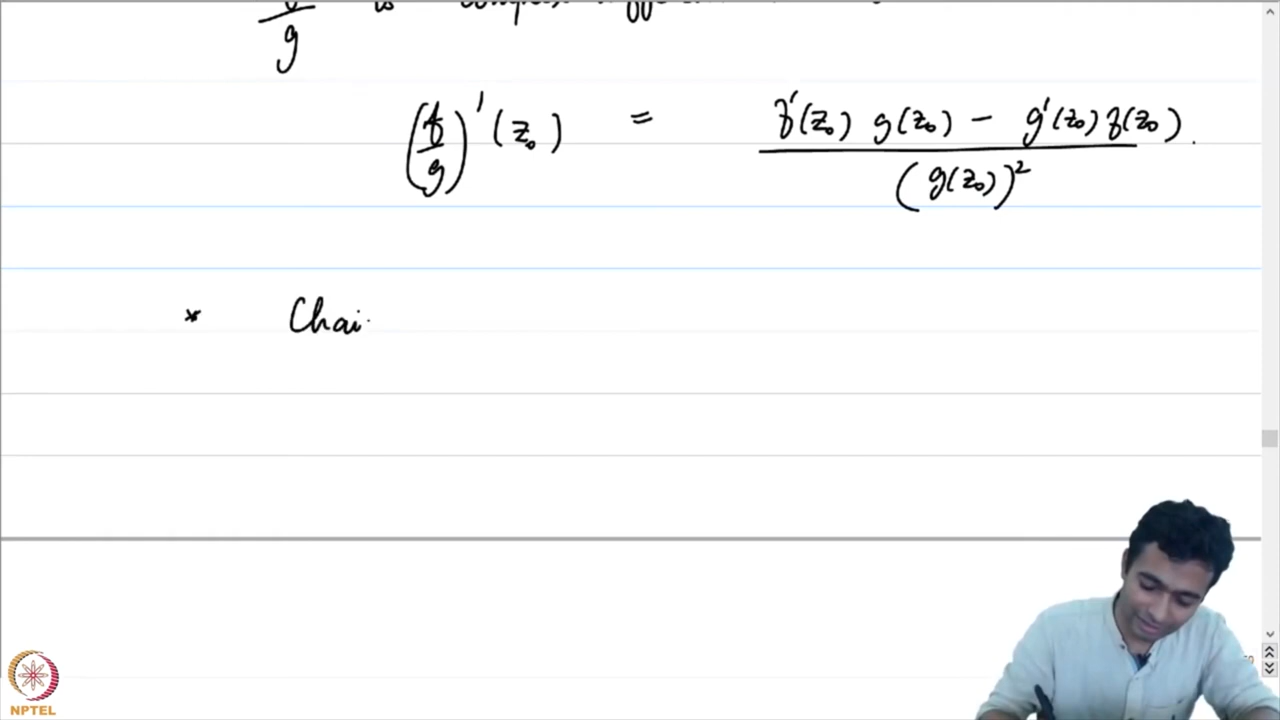 g
(f/g)'(z₀) = f'(z₀) g(z₀) − g'(z₀) f(z₀) .
(g(z₀))²
* Chai
NPTEL